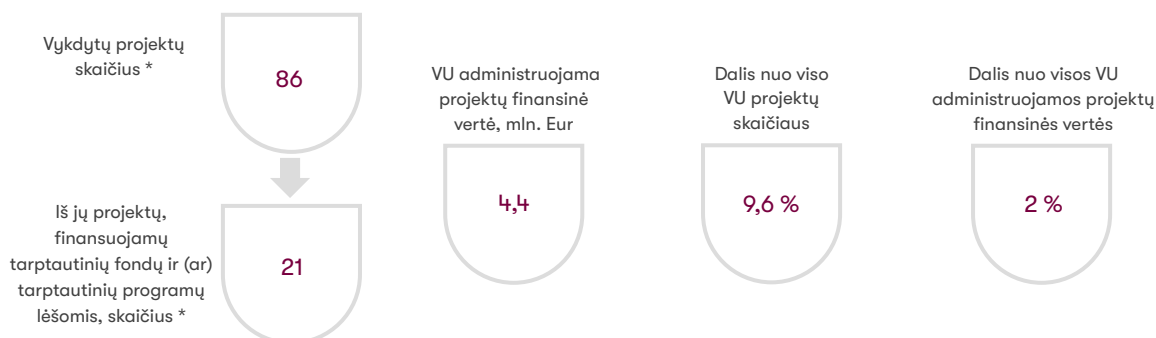 Vykdytų projektų
skaičius *
86
Iš jų projektų,
finansuojamų
tarptautinių fondų ir (ar)
tarptautinių programų
lėšomis, skaičius *
21
VU administruojama
projektų finansinė
vertė, mln. Eur
4,4
Dalis nuo viso
VU projektų
skaičiaus
9,6 %
Dalis nuo visos VU
administruojamos projektų
finansinės vertės
2 %